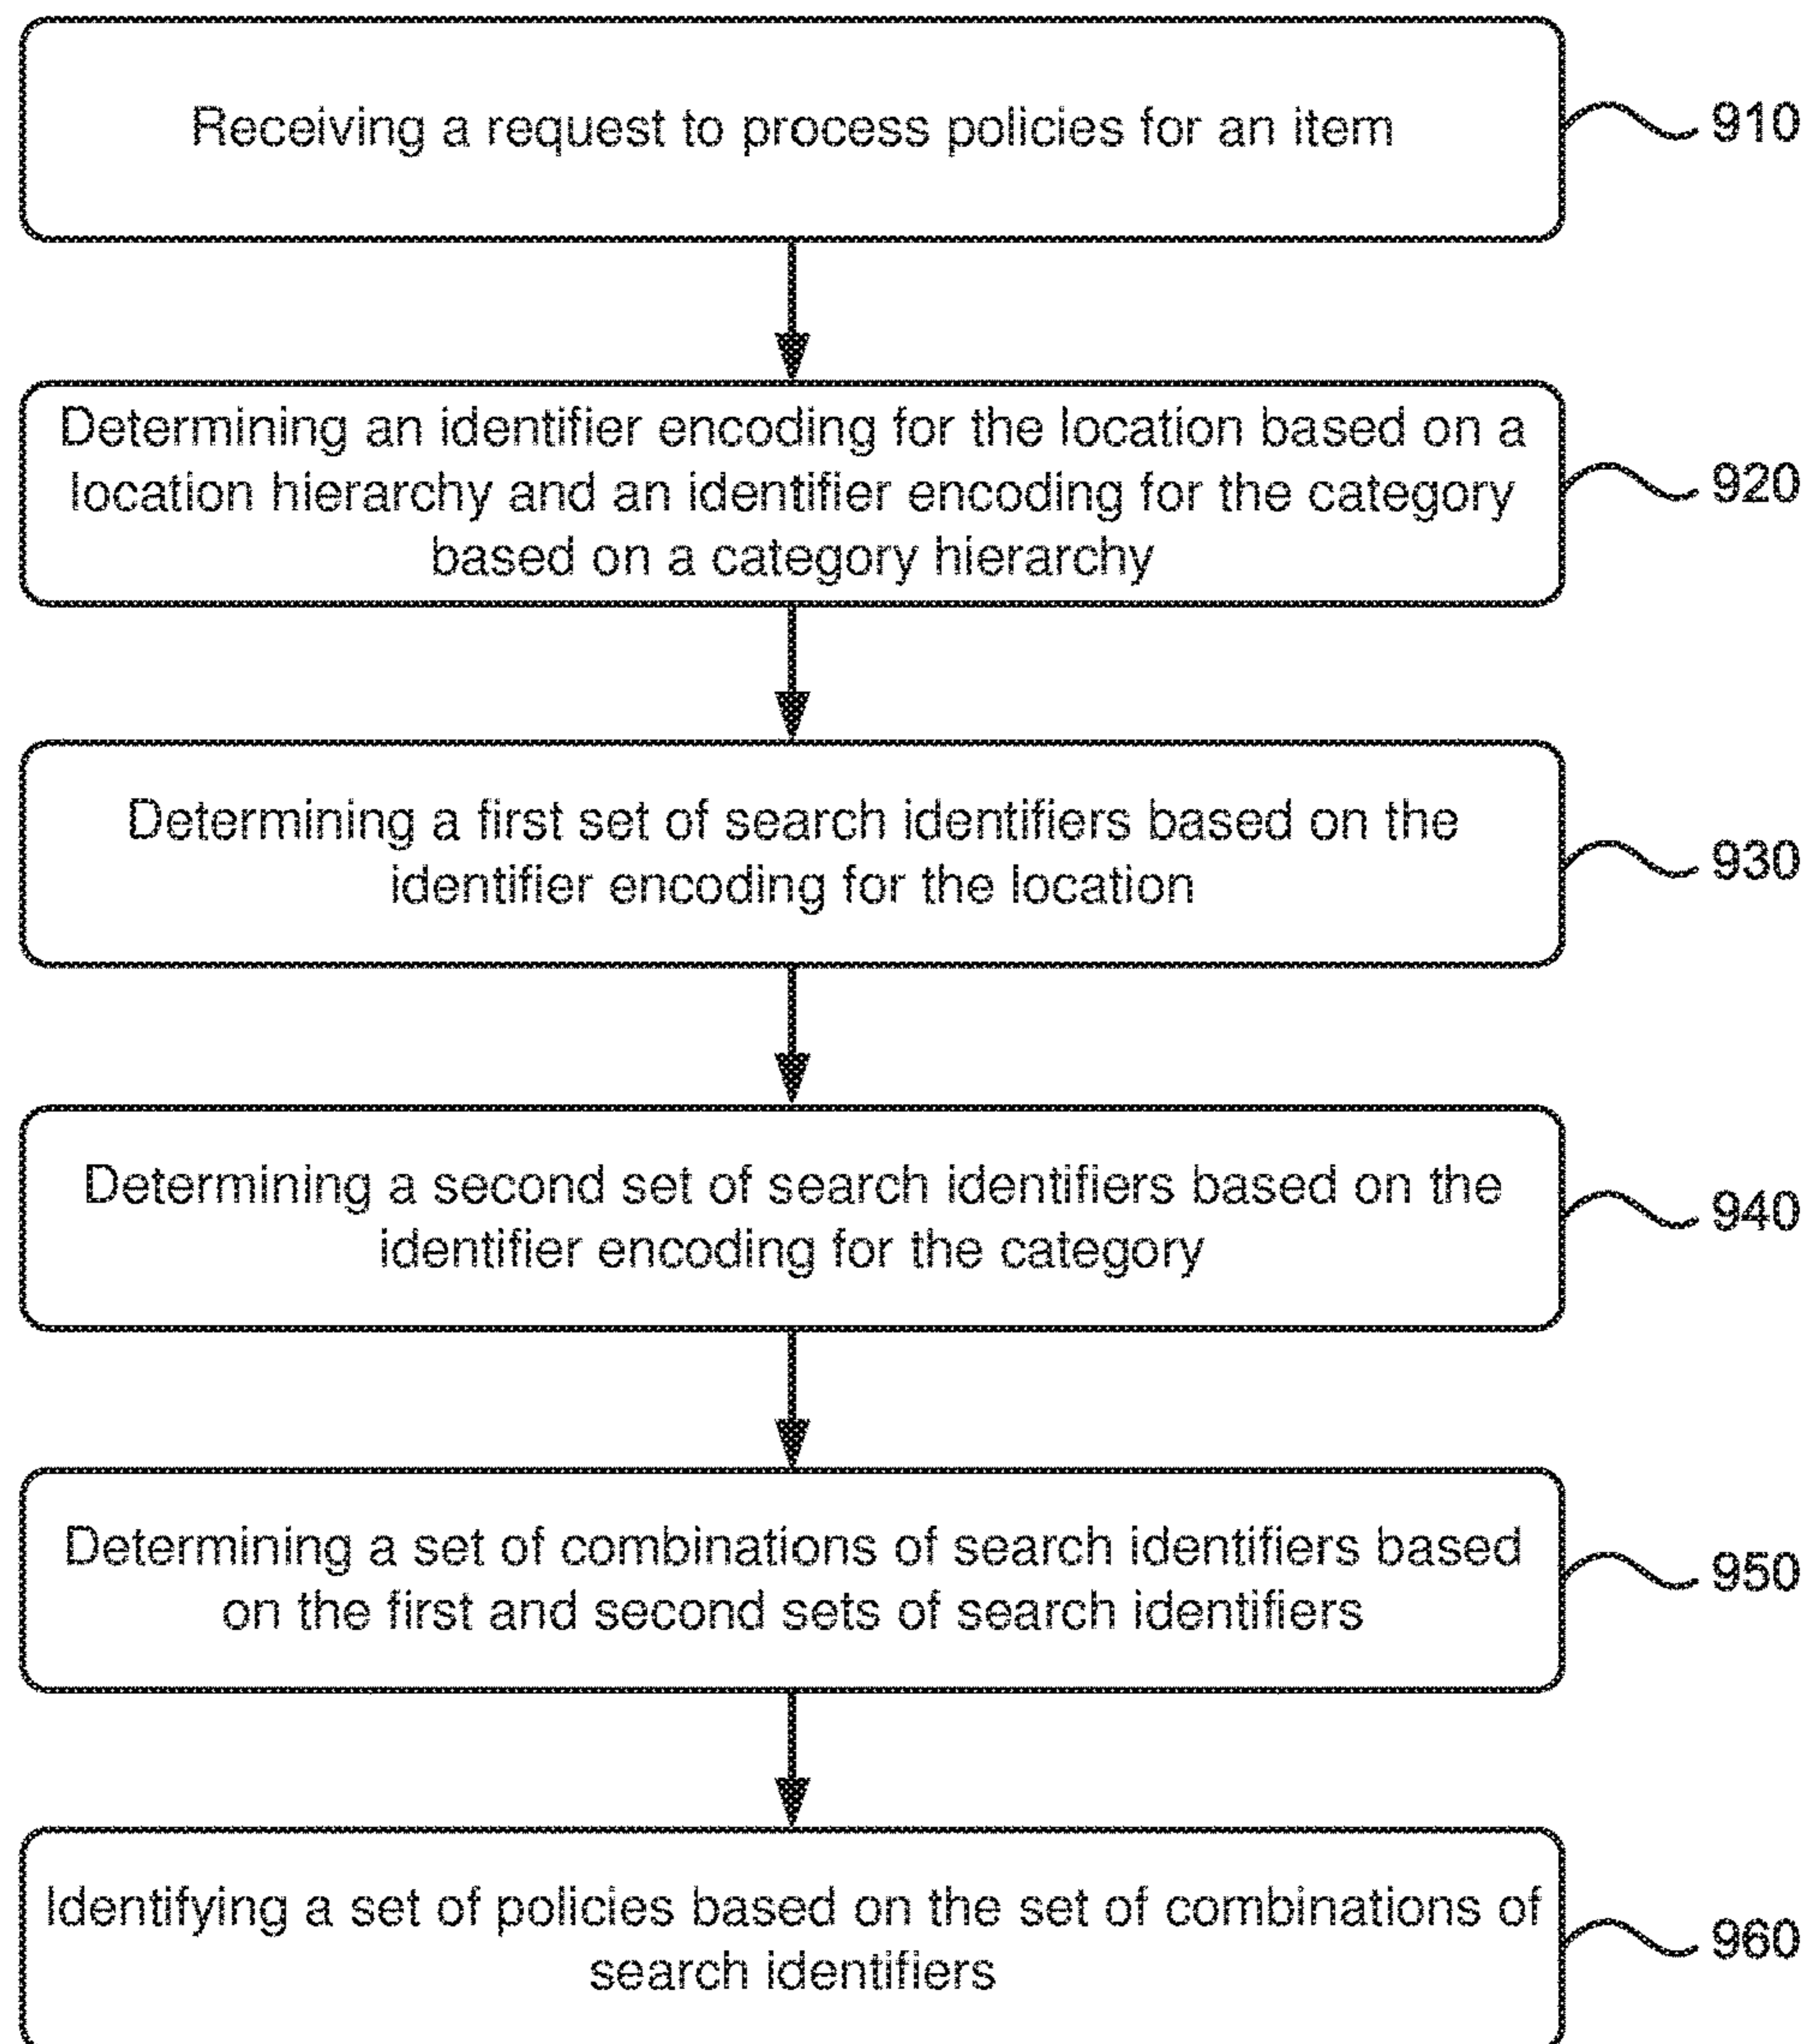 Receiving a request to process policies for an item
910
Determining an identifier encoding for the location based on a
location hierarchy and an identifier encoding for the category
based on a category hierarchy
920
Determining a first set of search identifiers based on the
identifier encoding for the location
930
Determining a second set of search identifiers based on the
identifier encoding for the category
940
Determining a set of combinations of search identifiers based
on the first and second sets of search identifiers
950
Identifying a set of policies based on the set of combinations of
search identifiers
960